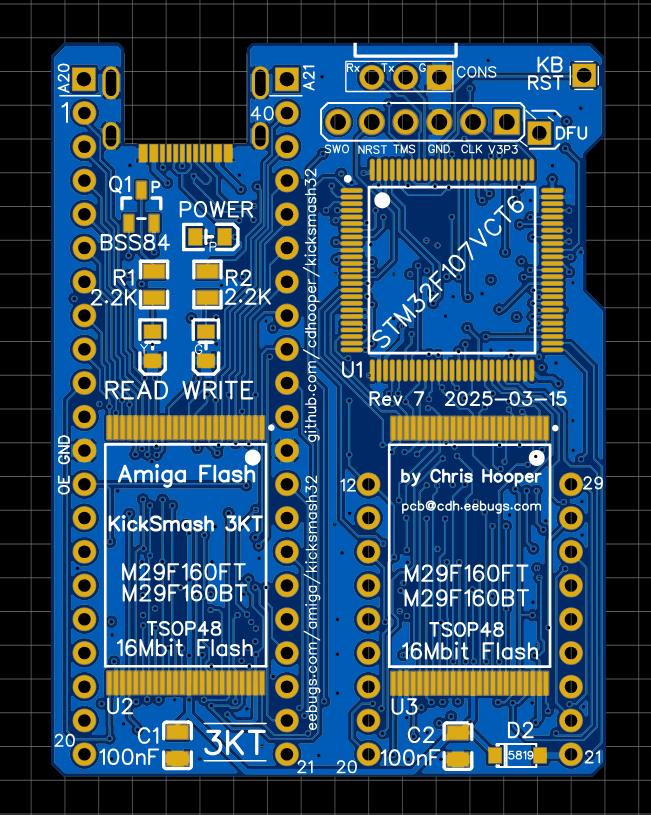 A20
A21
Rx
Tx
G
CONS
KB
RST
1
40
DFU
SWO NRST TMS GND CLK V3P3
Q1
P
BSS84
POWER
P
R1
2.2K
R2
2.2K
Y
G
READ WRITE
github.com/cdhooper/kicksmash32
STM32F107VCT6
U1
Rev 7 2025-03-15
OE GND
Amiga Flash
KickSmash 3KT
M29F160FT
M29F160BT
TSOP48
16Mbit Flash
U2
eebugs.com/amiga/kicksmash32
12
29
by Chris Hooper
pcb@cdh.eebugs.com
M29F160FT
M29F160BT
TSOP48
16Mbit Flash
U3
20
C1
100nF
3KT
21
20
C2
100nF
D2
5819
21